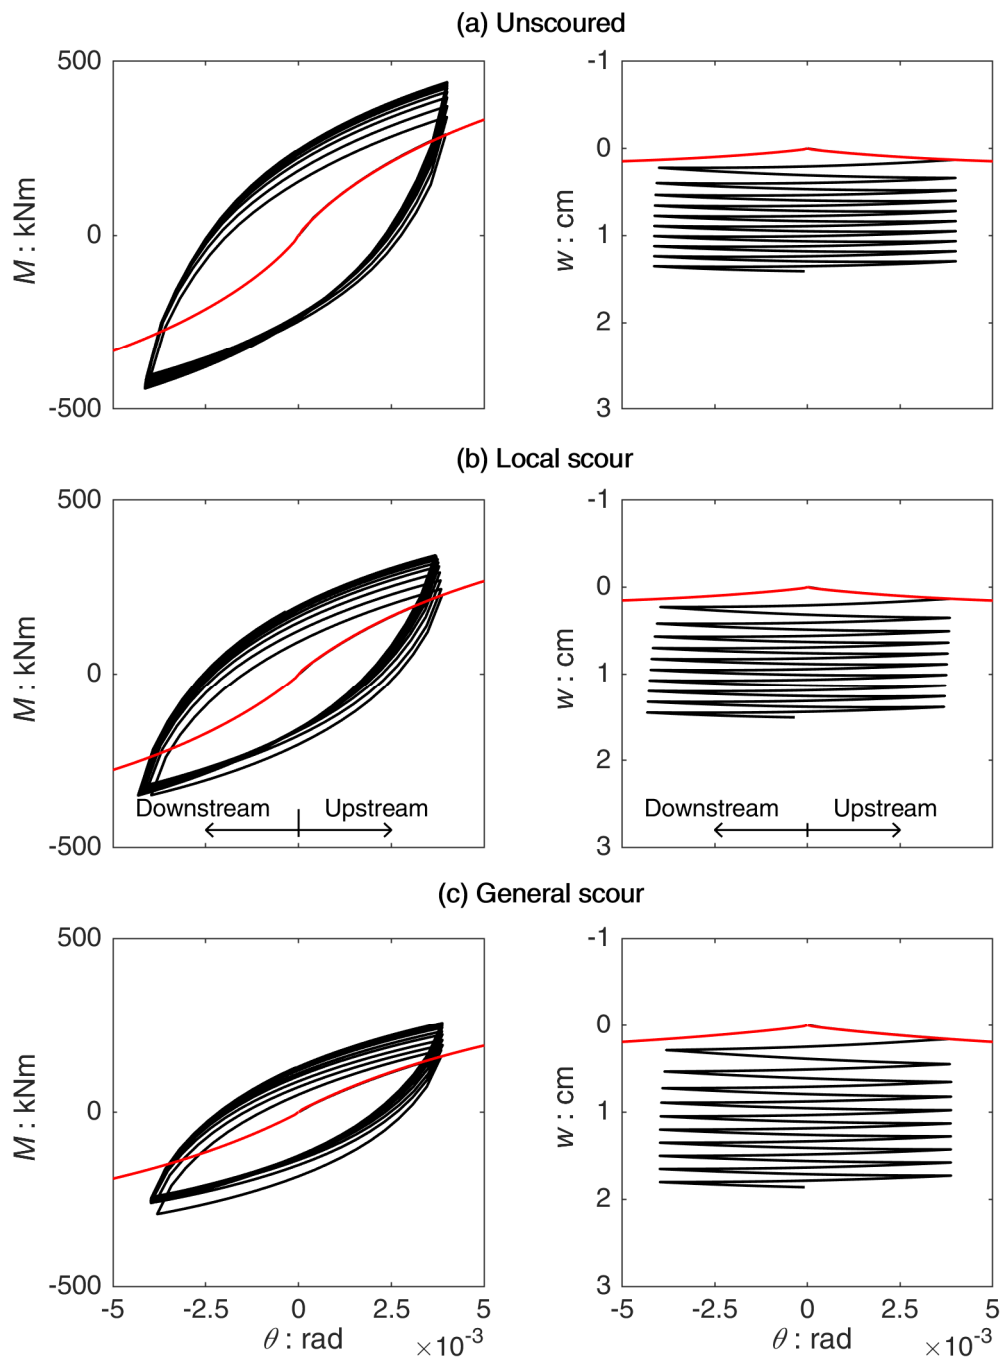 (a) Unscoured
500
0
-500
M : kNm
-1
0
1
2
3
w : cm
(b) Local scour
500
0
-500
M : kNm
Downstream
Upstream
-1
0
1
2
3
w : cm
Downstream
Upstream
(c) General scour
500
0
-500
M : kNm
-5
-2.5
0
2.5
5
θ : rad
×10⁻³
-1
0
1
2
3
w : cm
-5
-2.5
0
2.5
5
θ : rad
×10⁻³